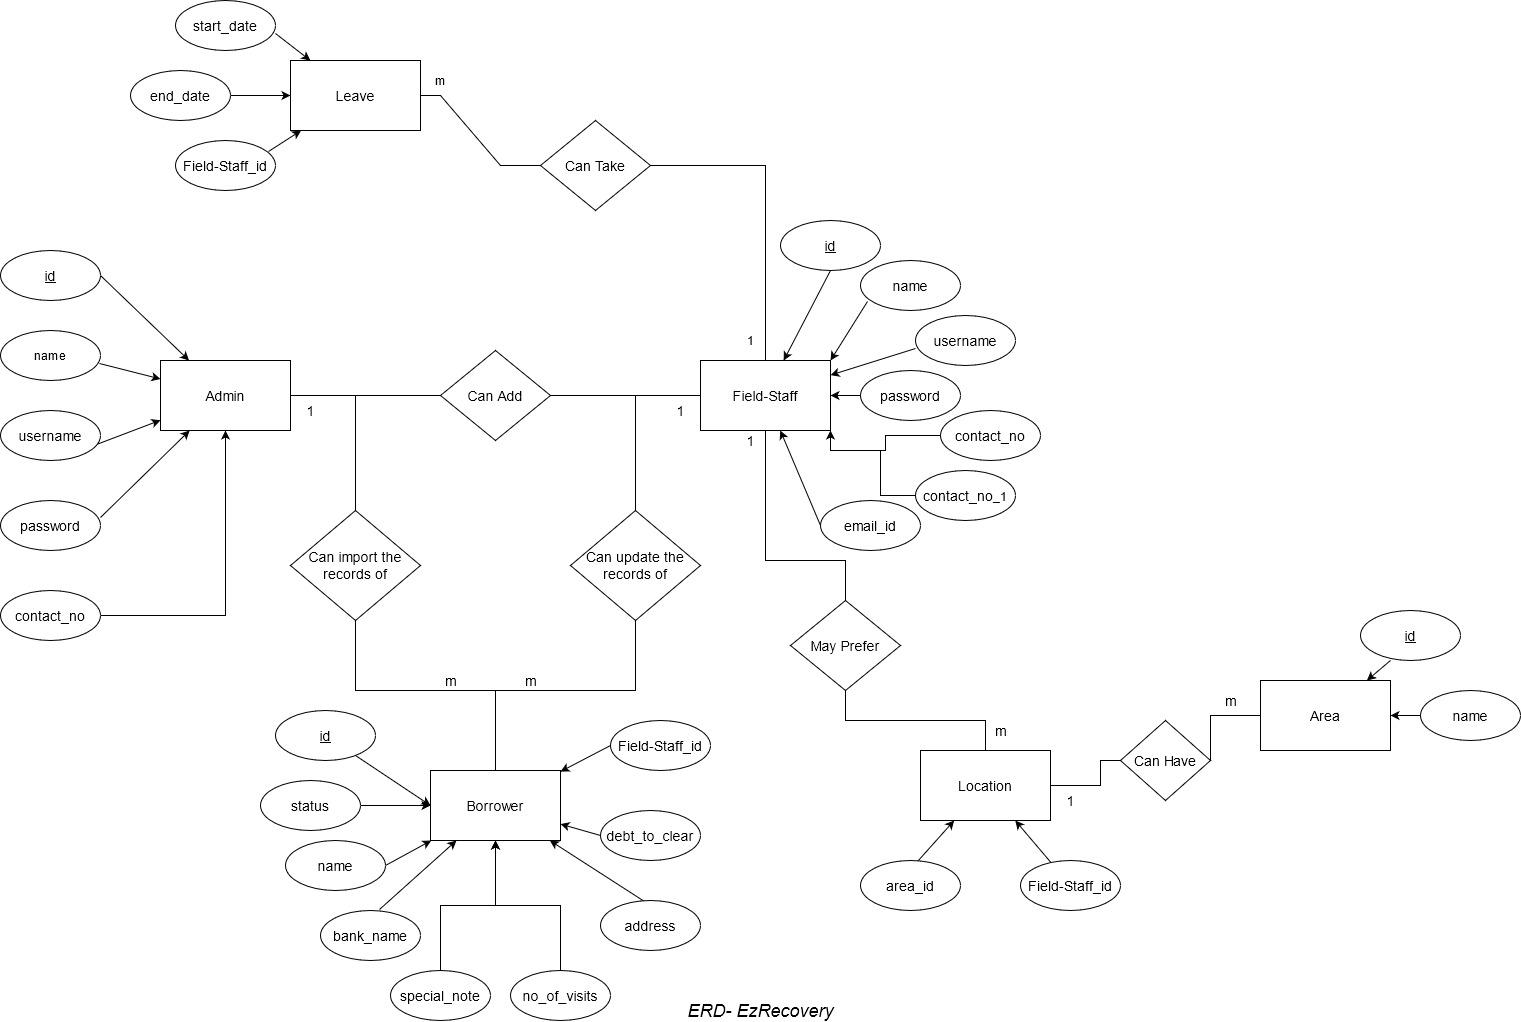 start_date
end_date
Leave
m
Field-Staff_id
Can Take
id
name
1
username
Field-Staff
password
contact_no
contact_no_1
email_id
1
1
id
name
Admin
username
password
contact_no
1
Can Add
Can import the
records of
Can update the
records of
m
m
May Prefer
m
id
Area
name
m
Can Have
Location
1
area_id
Field-Staff_id
id
Field-Staff_id
status
Borrower
debt_to_clear
name
bank_name
address
special_note
no_of_visits
ERD- EzRecovery